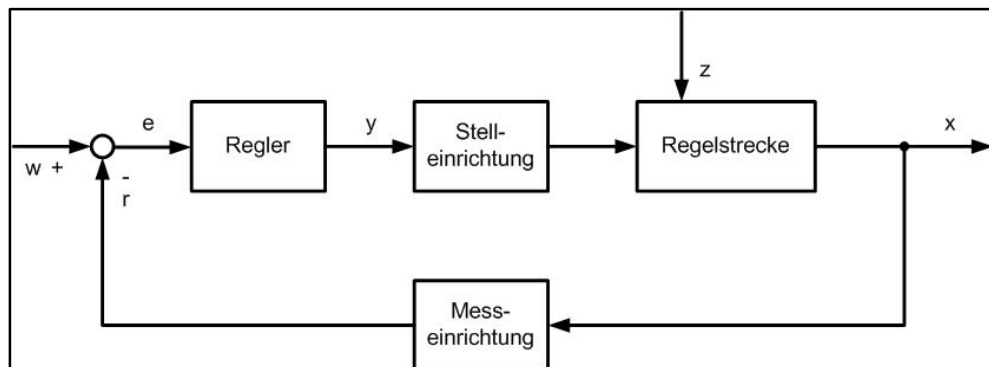 z
e
Regler
y
Stell-
einrichtung
Regelstrecke
x
w +
-
r
Mess-
einrichtung